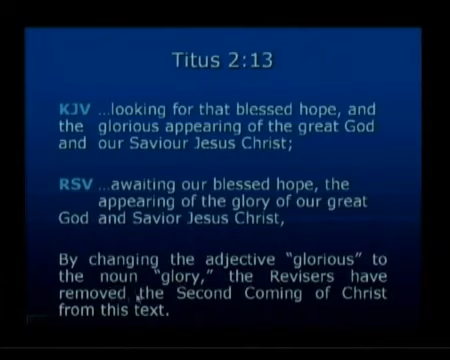 Titus 2:13
KJV ...looking for that blessed hope, and
the glorious appearing of the great God
and our Saviour Jesus Christ;
RSV ...awaiting our blessed hope, the
appearing of the glory of our great
God and Savior Jesus Christ,
By changing the adjective “glorious” to
the noun “glory,” the Revisers have
removed the Second Coming of Christ
from this text.